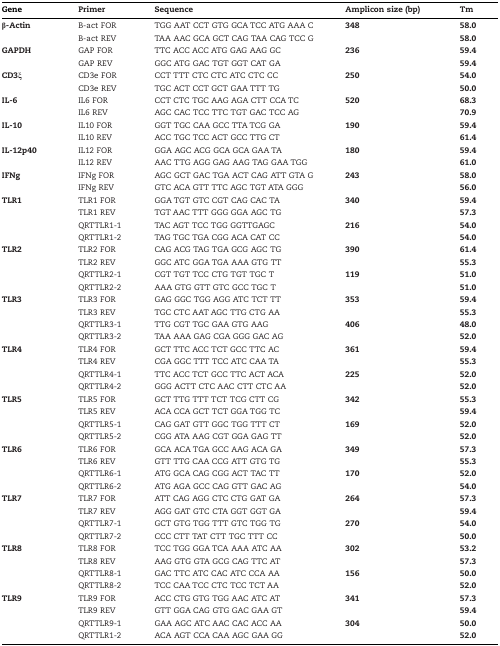 Gene Primer Sequence Amplicon size (bp) Tm
β-Actin B-act FOR TGG AAT CCT GTG GCA TCC ATG AAA C 348 58.0
B-act REV TAA AAC GCA GCT CAG TAA CAG TCC G 58.0
GAPDH GAP FOR TTC ACC ACC ATG GAG AAG GC 236 59.4
GAP REV GGC ATG GAC TGT GGT CAT GA 59.4
CD3ξ CD3e FOR CCT TTT CTC CTC ATC CTC CC 250 54.0
CD3e REV TGC ACT CCT GCT GAA TTT TG 50.0
IL-6 IL6 FOR CCT CTC TGC AAG AGA CTT CCA TC 520 68.3
IL6 REV AGC CAC TCC TTC TGT GAC TCC AG 70.9
IL-10 IL10 FOR GGT TGC CAA GCC TTA TCG GA 190 59.4
IL10 REV ACC TGC TCC ACT GCC TTG CT 61.4
IL-12p40 IL12 FOR GGA AGC ACG GCA GCA GAA TA 180 59.4
IL12 REV AAC TTG AGG GAG AAG TAG GAA TGG 61.0
IFNg IFNg FOR AGC GCT GAC TGA ACT CAG ATT GTA G 243 58.0
IFNg REV GTC ACA GTT TTC AGC TGT ATA GGG 56.0
TLR1 TLR1 FOR GGA TGT GTC CGT CAG CAC TA 340 59.4
TLR1 REV TGT AAC TTT GGG GGA AGC TG 57.3
QRTTLR1-1 TAC AGT TCC TGG GGTTGAGC 216 54.0
QRTTLR1-2 TAG TGC TGA CGG ACA CAT CC 54.0
TLR2 TLR2 FOR CAG ACG TAG TGA GCG AGC TG 390 61.4
TLR2 REV GGC ATC GGA TGA AAA GTG TT 55.3
QRTTLR2-1 CGT TGT TCC CTG TGT TGC T 119 51.0
QRTTLR2-2 AAA GTG GTT GTC GCC TGC T 51.0
TLR3 TLR3 FOR GAG GGC TGG AGG ATC TCT TT 353 59.4
TLR3 REV TGC CTC AAT AGC TTG CTG AA 55.3
QRTTLR3-1 TTG CGT TGC GAA GTG AAG 406 48.0
QRTTLR3-2 TAA AAA GAG CGA GGG GAC AG 52.0
TLR4 TLR4 FOR GCT TTC ACC TCT GCC TTC AC 361 59.4
TLR4 REV CGA GGC TTT TCC ATC CAA TA 55.3
QRTTLR4-1 TTC ACC TCT GCC TTC ACT ACA 225 52.0
QRTTLR4-2 GGG ACTT CTC AAC CTT CTC AA 52.0
TLR5 TLR5 FOR GCT TTG TTT TCT TCG CTT CG 342 55.3
TLR5 REV ACA CCA GCT TCT GGA TGG TC 59.4
QRTTLR5-1 CAG GAT GTT GGC TGG TTT CT 169 52.0
QRTTLR5-2 CGG ATA AAG CGT GGA GAG TT 52.0
TLR6 TLR6 FOR GCA ACA TGA GCC AAG ACA GA 349 57.3
TLR6 REV GTT TTG CAA CCG ATT GTG TG 55.3
QRTTLR6-1 ATG GCA CAG CGG ACT TAC TT 170 52.0
QRTTLR6-2 ATG AGA GCC CAG GTT GAC AG 54.0
TLR7 TLR7 FOR ATT CAG AGG CTC CTG GAT GA 264 57.3
TLR7 REV AGG GAT GTC CTA GGT GGT GA 59.4
QRTTLR7-1 GCT GTG TGG TTT GTC TGG TG 270 54.0
QRTTLR7-2 CCC CTT TAT CTT TGC TTT CC 50.0
TLR8 TLR8 FOR TCC TGG GGA TCA AAA ATC AA 302 53.2
TLR8 REV AAG GTG GTA GCG CAG TTC AT 57.3
QRTTLR8-1 GAC TTC ATC CAC ATC CCA AA 156 50.0
QRTTLR8-2 TCC CAA TCC CTC TCC TCT AA 52.0
TLR9 TLR9 FOR ACC CTG GTG TGG AAC ATC AT 341 57.3
TLR9 REV GTT GGA CAG GTG GAC GAA GT 59.4
QRTTLR9-1 GAA AGC ATC AAC CAC ACC AA 304 50.0
QRTTLR1-2 ACA AGT CCA CAA AGC GAA GG 52.0